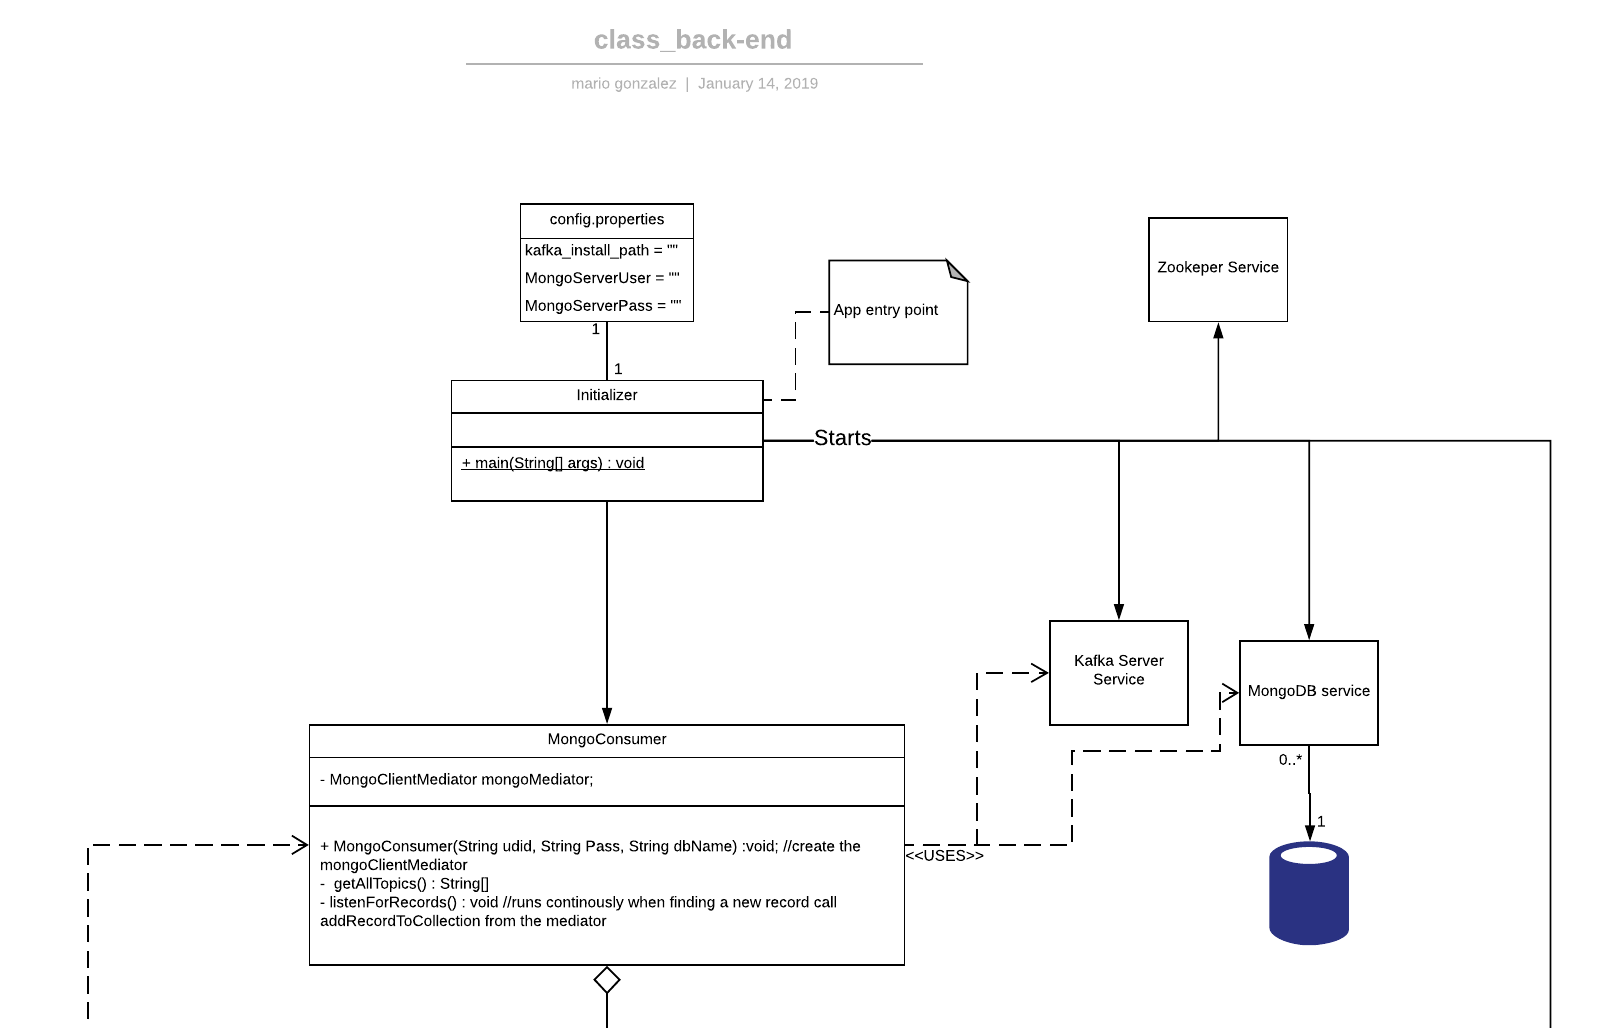 class_back-end
mario gonzalez | January 14, 2019
config.properties
kafka_install_path = ""
MongoServerUser = ""
MongoServerPass = ""
1
1
App entry point
Zookeper Service
Initializer
Starts
+ main(String[] args) : void
Kafka Server
Service
MongoDB service
0..*
1
MongoConsumer
- MongoClientMediator mongoMediator;
+ MongoConsumer(String udid, String Pass, String dbName) :void; //create the
mongoClientMediator
- getAllTopics() : String[]
- listenForRecords() : void //runs continously when finding a new record call
addRecordToCollection from the mediator
<<USES>>